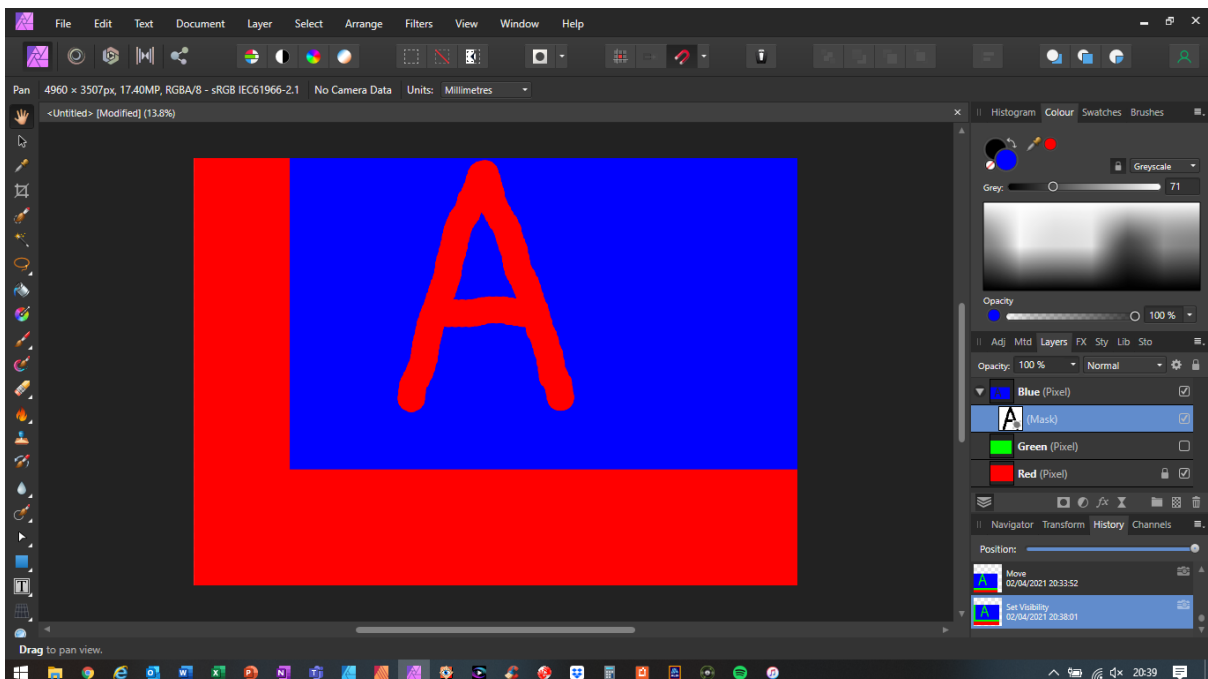 File Edit Text Document Layer Select Arrange Filters View Window Help
Pan 4960 × 3507px, 17.40MP, RGBA/8 - sRGB IEC61966-2.1 No Camera Data Units: Millimetres
<Untitled> [Modified] (13.8%)
Histogram Colour Swatches Brushes
Greyscale
Grey: 71
Opacity
100 %
Adj Mtd Layers FX Sty Lib Sto
Opacity: 100 % Normal
Blue (Pixel)
A (Mask)
Green (Pixel)
Red (Pixel)
fx
Navigator Transform History Channels
Position:
Move
02/04/2021 20:33:52
Set Visibility
02/04/2021 20:38:01
A
Drag to pan view.
20:39